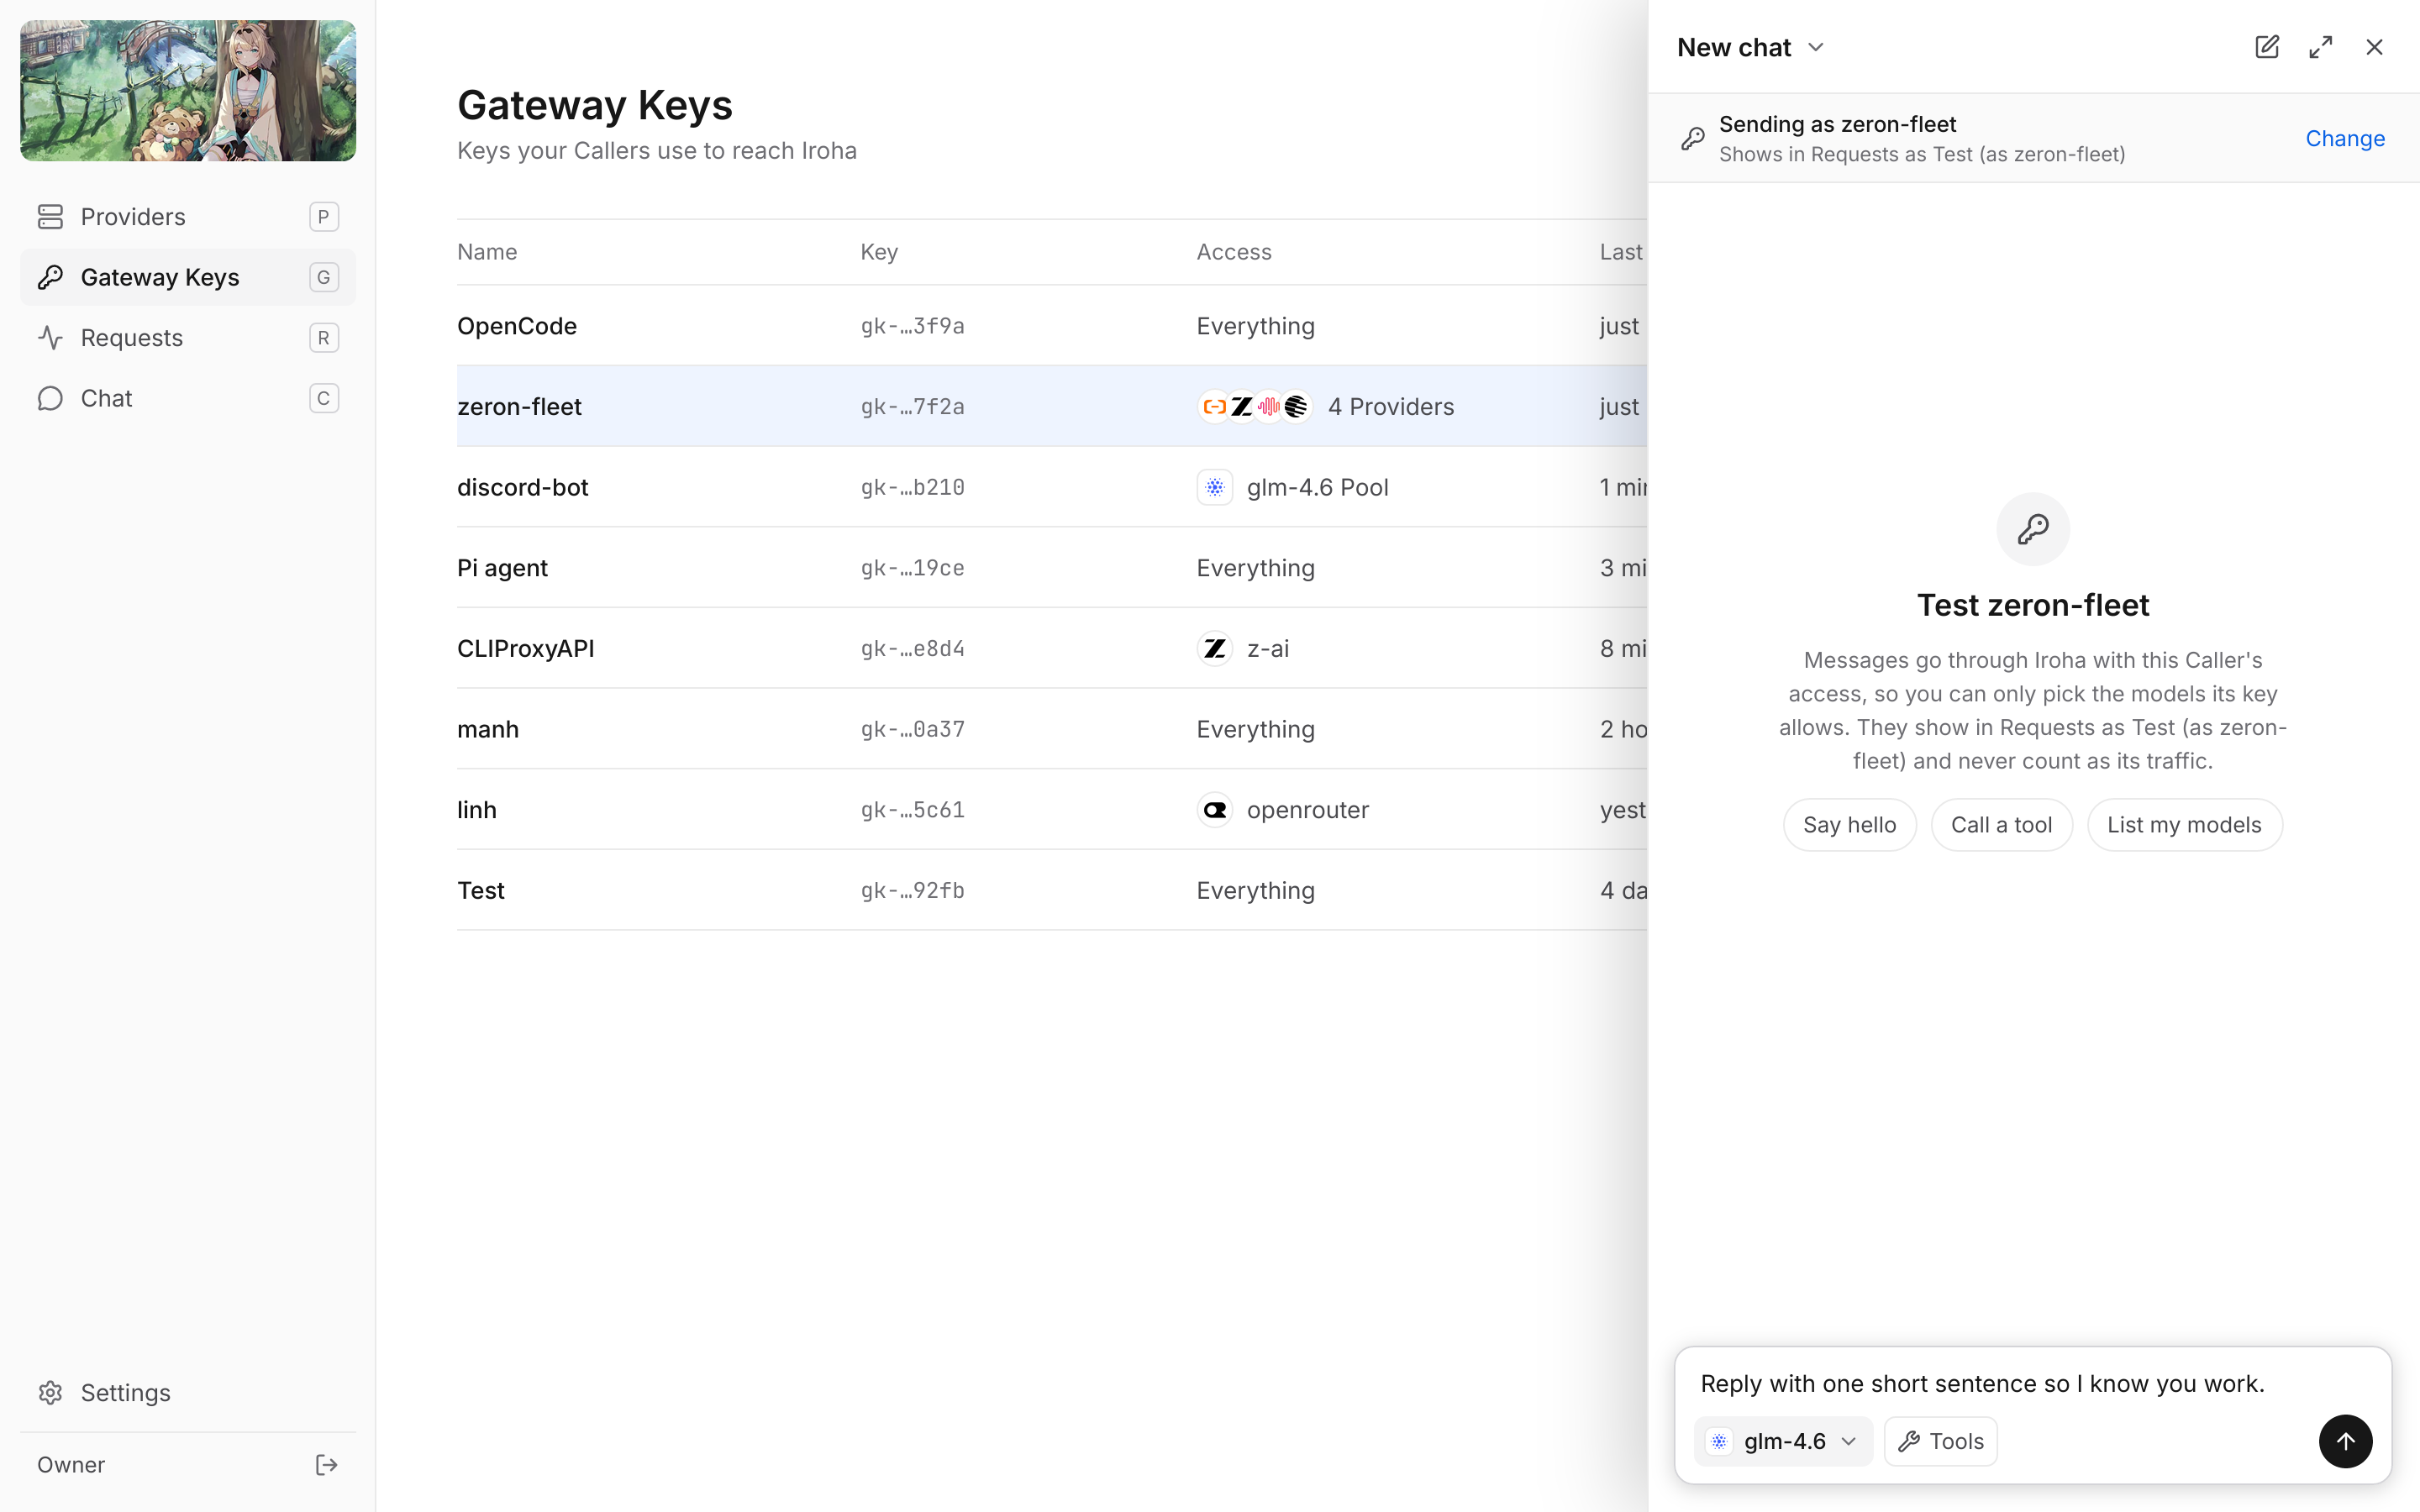 Providers P
Gateway Keys G
Requests R
Chat C
Settings
Owner
Gateway Keys
Keys your Callers use to reach Iroha
Name Key Access Last
OpenCode gk-…3f9a Everything just
zeron-fleet gk-…7f2a 4 Providers just
discord-bot gk-…b210 glm-4.6 Pool 1 min
Pi agent gk-…19ce Everything 3 mi
CLIProxyAPI gk-…e8d4 z-ai 8 mi
manh gk-…0a37 Everything 2 ho
linh gk-…5c61 openrouter yest
Test gk-…92fb Everything 4 da
New chat
Sending as zeron-fleet
Shows in Requests as Test (as zeron-fleet)
Change
Test zeron-fleet
Messages go through Iroha with this Caller's
access, so you can only pick the models its key
allows. They show in Requests as Test (as zeron-
fleet) and never count as its traffic.
Say hello Call a tool List my models
Reply with one short sentence so I know you work.
glm-4.6 Tools